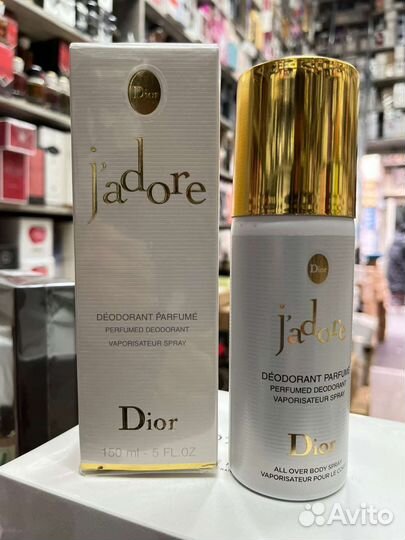 Dior
j'adore
DÉODORANT PARFUMÉ
PERFUMED DEODORANT
VAPORISATEUR SPRAY
Dior
150 ml - 5 FL.OZ
Dior
j'adore
DÉODORANT PARFUMÉ
PERFUMED DEODORANT
VAPORISATEUR SPRAY
Dior
ALL OVER BODY SPRAY
VAPORISATEUR POUR LE
Avito